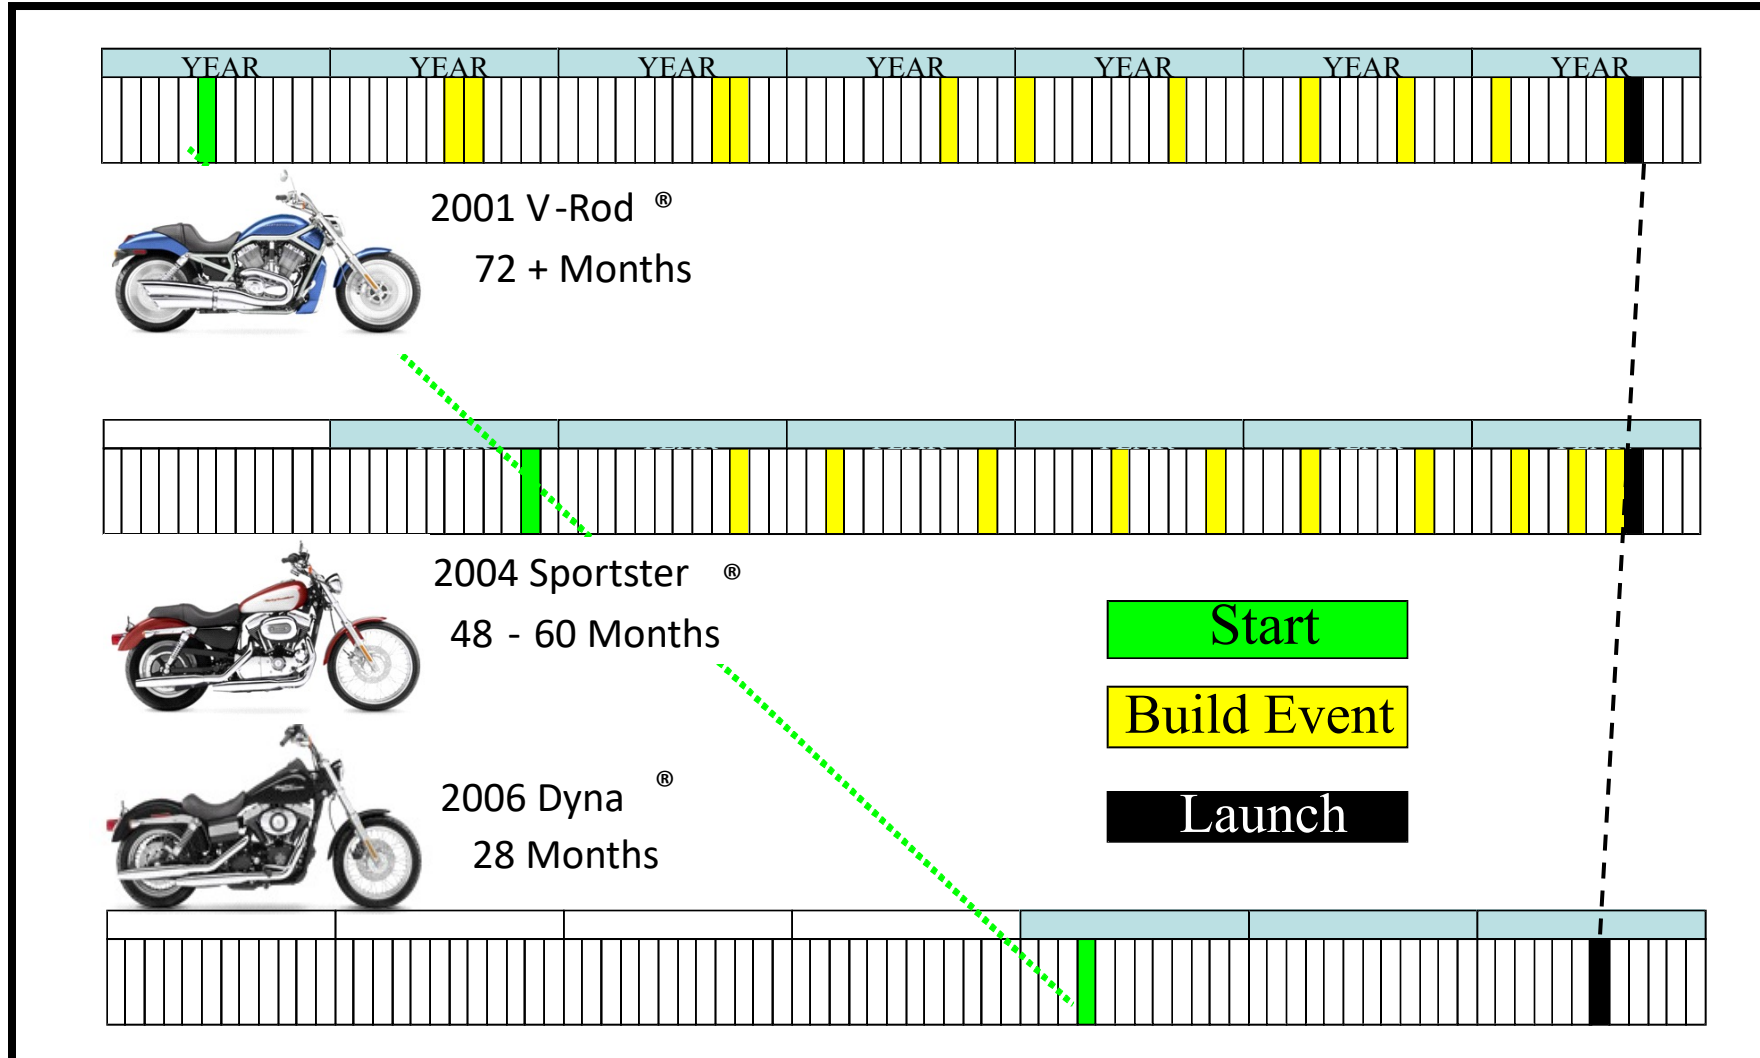 YEAR YEAR YEAR YEAR YEAR YEAR YEAR
2001 V-Rod ®
72 + Months
2004 Sportster ®
48 - 60 Months
Start
Build Event
2006 Dyna ®
Launch
28 Months